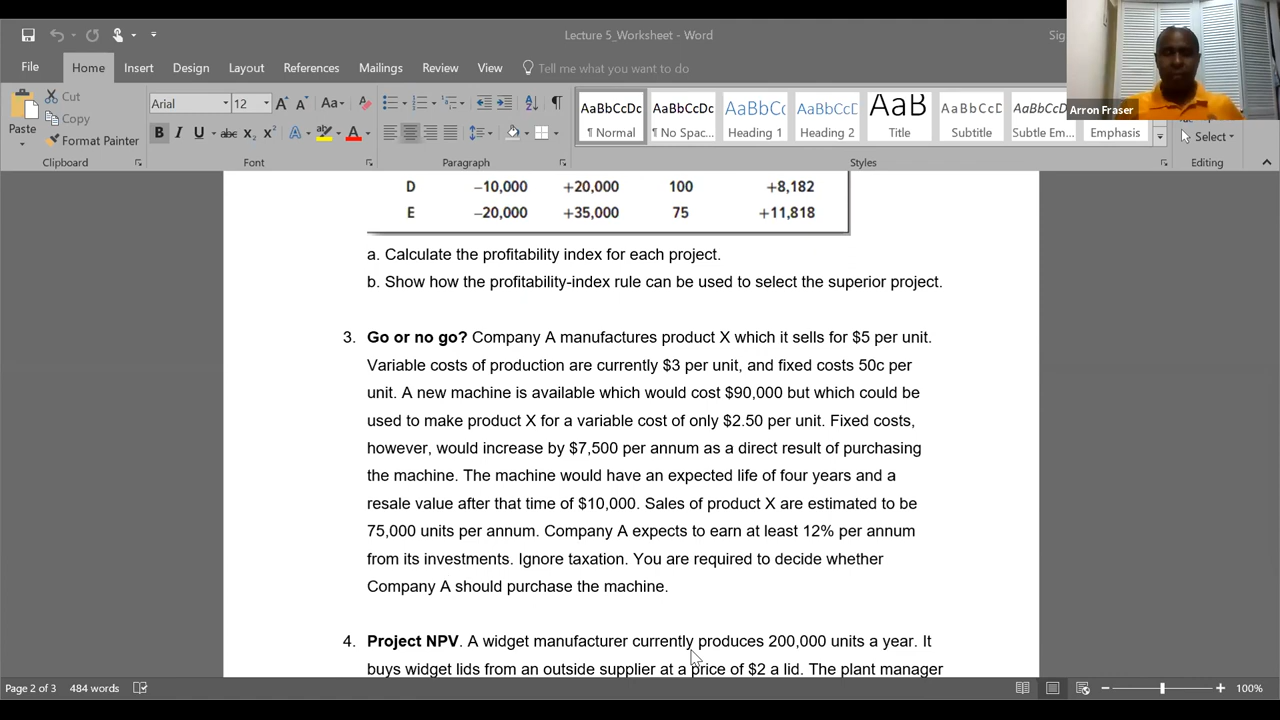 Lecture 5_Worksheet - Word
Arron Fraser
File Home Insert Design Layout References Mailings Review View Tell me what you want to do
Paste
Cut
Copy
Format Painter
Clipboard
Arial 12
Font
Paragraph
AaBbCcDc AaBbCcDc AaBbC AaBbCcC AaB AaBbCcD AaBbCcD
¶ Normal ¶ No Spac... Heading 1 Heading 2 Title Subtitle Subtle Em... Emphasis
Styles
Select
Editing
D −10,000 +20,000 100 +8,182
E −20,000 +35,000 75 +11,818
a. Calculate the profitability index for each project.
b. Show how the profitability-index rule can be used to select the superior project.
3. Go or no go? Company A manufactures product X which it sells for $5 per unit.
Variable costs of production are currently $3 per unit, and fixed costs 50c per
unit. A new machine is available which would cost $90,000 but which could be
used to make product X for a variable cost of only $2.50 per unit. Fixed costs,
however, would increase by $7,500 per annum as a direct result of purchasing
the machine. The machine would have an expected life of four years and a
resale value after that time of $10,000. Sales of product X are estimated to be
75,000 units per annum. Company A expects to earn at least 12% per annum
from its investments. Ignore taxation. You are required to decide whether
Company A should purchase the machine.
4. Project NPV. A widget manufacturer currently produces 200,000 units a year. It
buys widget lids from an outside supplier at a price of $2 a lid. The plant manager
Page 2 of 3 484 words 100%